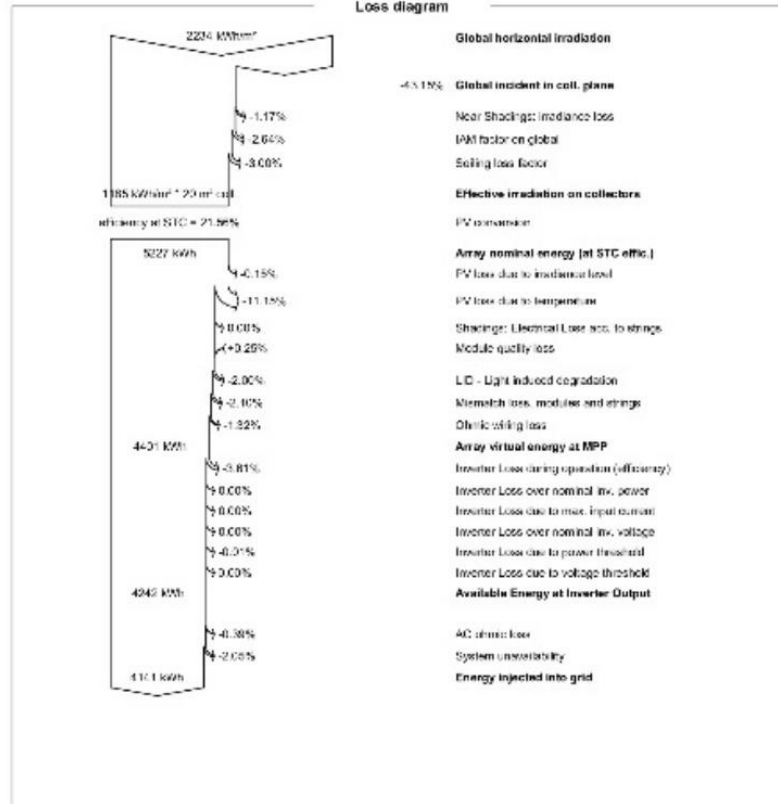 Loss diagram
2234 kWh/m² Global horizontal irradiation
-43.15% Global incident in coll. plane
-1.17% Near Shadings: irradiance loss
-2.64% IAM factor on global
-3.00% Soiling loss factor
1185 kWh/m² * 20 m² coll. Effective irradiation on collectors
efficiency at STC = 21.56% PV conversion
5227 kWh Array nominal energy (at STC effic.)
-0.15% PV loss due to irradiance level
-11.15% PV loss due to temperature
0.00% Shadings: Electrical Loss acc. to strings
+0.25% Module quality loss
-2.00% LID - Light induced degradation
-2.10% Mismatch loss, modules and strings
-1.32% Ohmic wiring loss
4401 kWh Array virtual energy at MPP
-3.61% Inverter Loss during operation (efficiency)
0.00% Inverter Loss over nominal inv. power
0.00% Inverter Loss due to max. input current
0.00% Inverter Loss over nominal inv. voltage
-0.01% Inverter Loss due to power threshold
0.00% Inverter Loss due to voltage threshold
4242 kWh Available Energy at Inverter Output
-0.39% AC ohmic loss
-2.05% System unavailability
4141 kWh Energy injected into grid